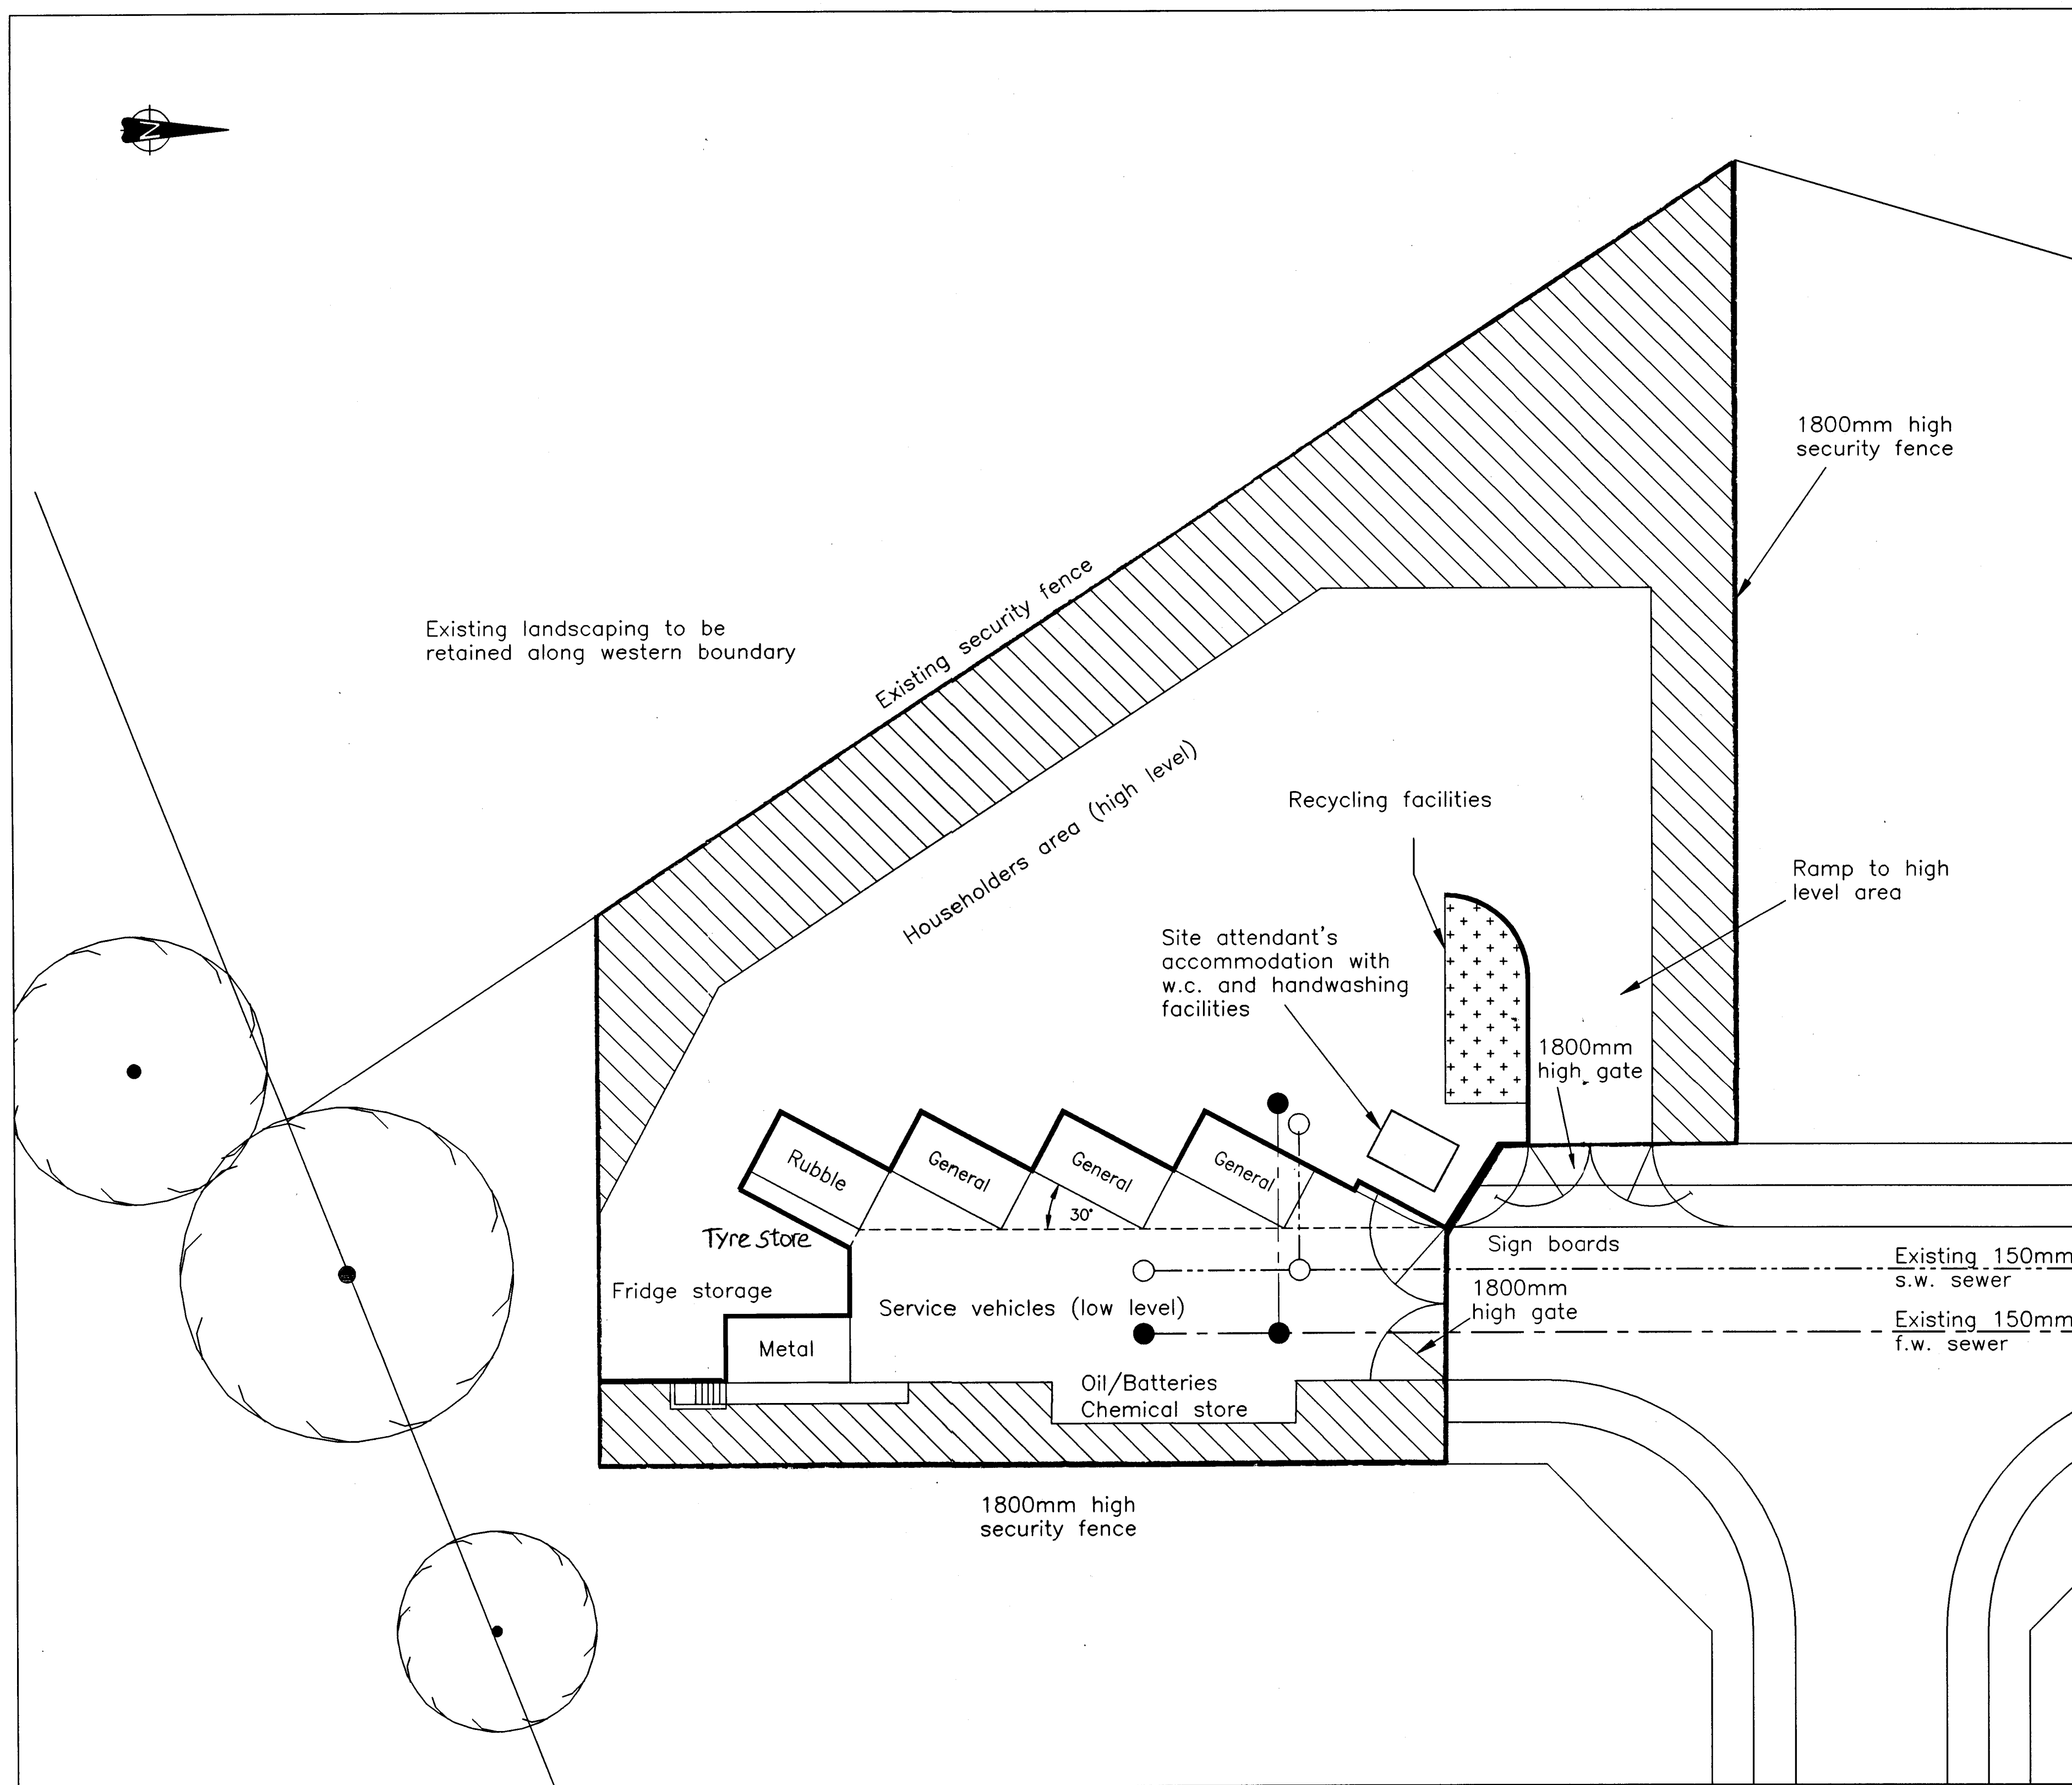 N
1800mm high
security fence
Existing security fence
Existing landscaping to be
retained along western boundary
Householders area (high level)
Recycling facilities
Ramp to high
level area
Site attendant's
accommodation with
w.c. and handwashing
facilities
1800mm
high gate
Rubble
General
General
General
30°
Tyre Store
Sign boards
Existing 150mm
s.w. sewer
Fridge storage
Service vehicles (low level)
1800mm
high gate
Existing 150mm
f.w. sewer
Metal
Oil/Batteries
Chemical store
1800mm high
security fence